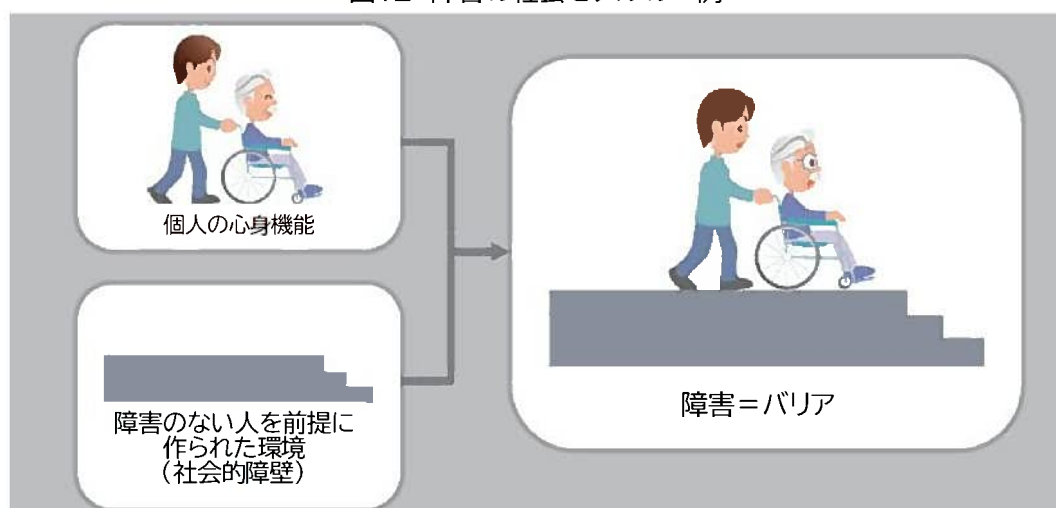 個人の心身機能
障害のない人を前提に
作られた環境
（社会的障壁）
障害＝バリア